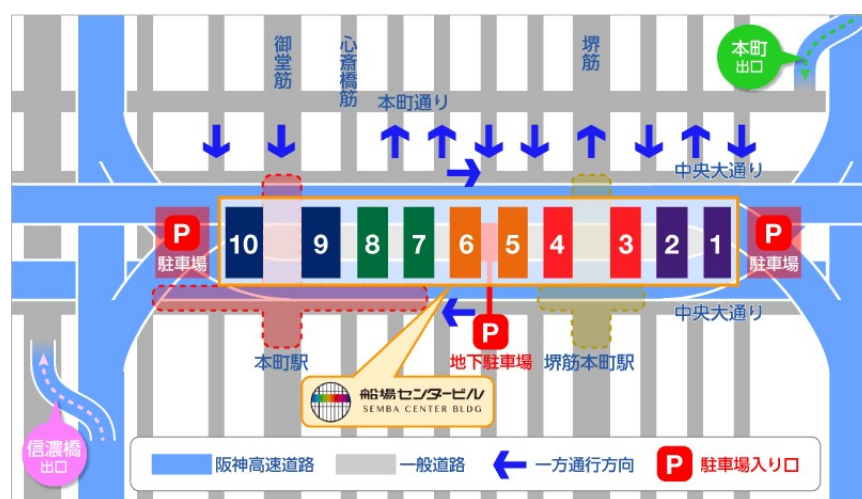 御堂筋
心斎橋筋
堺筋
本町
出口
本町通り
中央大通り
P
駐車場
10
9
8
7
6
5
4
3
2
1
P
駐車場
中央大通り
本町駅
P
地下駐車場
堺筋本町駅
船場センタービル
SEMBA CENTER BLDG
信濃橋
出口
阪神高速道路
一般道路
一方通行方向
P
駐車場入り口